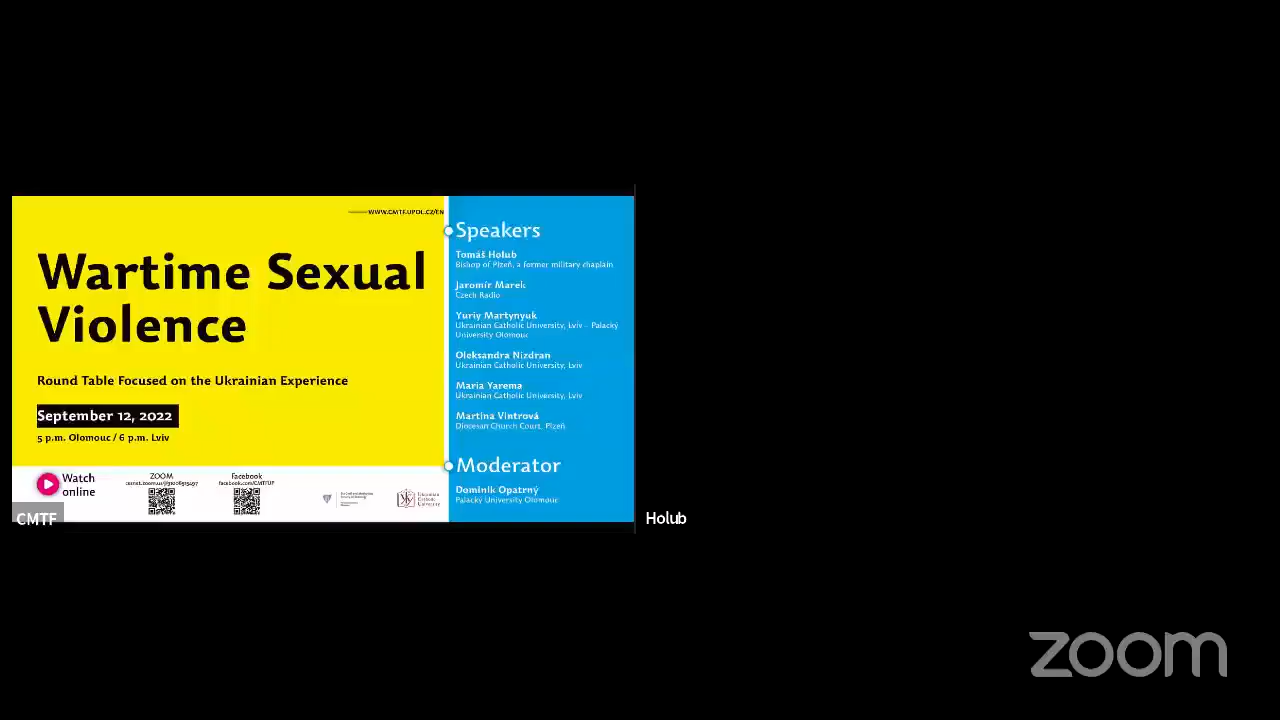 WWW.CMTF.UPOL.CZ/EN
Wartime Sexual
Violence
Round Table Focused on the Ukrainian Experience
September 12, 2022
5 p.m. Olomouc / 6 p.m. Lviv
Watch
online
ZOOM
Facebook
facebook.com/CMTFUP
Ukrainian
Catholic
University
CMTF
Speakers
Tomáš Holub
Bishop of Plzeň, a former military chaplain
Jaromír Marek
Czech Radio
Yuriy Martynyuk
Ukrainian Catholic University, Lviv – Palacký
University Olomouc
Oleksandra Nizdran
Ukrainian Catholic University, Lviv
Maria Yarema
Ukrainian Catholic University, Lviv
Martina Vintrová
Diocesan Church Court, Plzeň
Moderator
Dominik Opatrný
Palacký University Olomouc
Holub
zoom